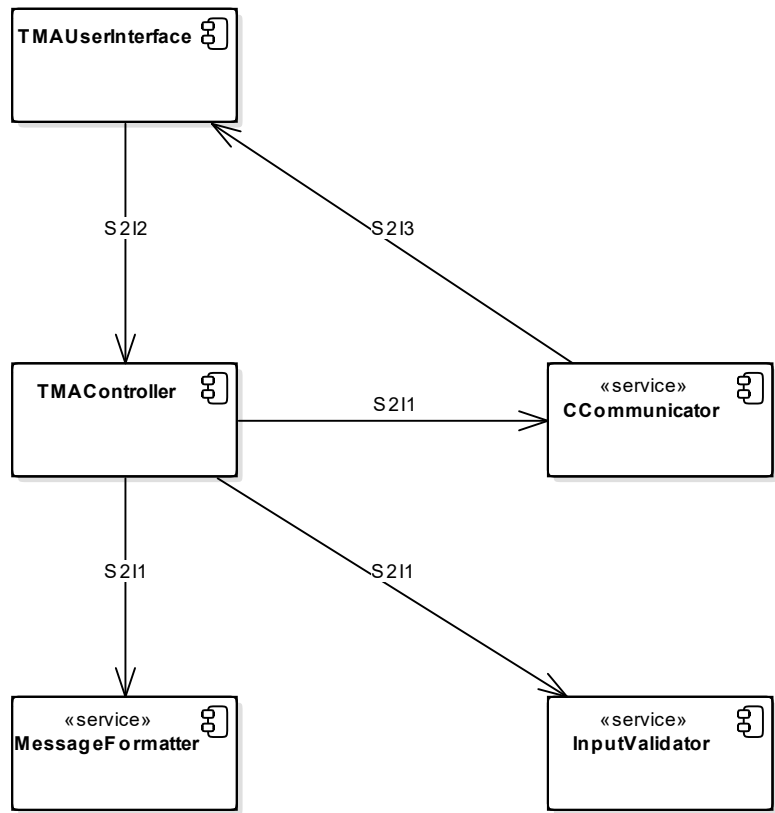 TMAUserInterface
S2I2
S2I3
TMAController
S2I1
«service»
CCommunicator
S2I1
S2I1
«service»
MessageFormatter
«service»
InputValidator